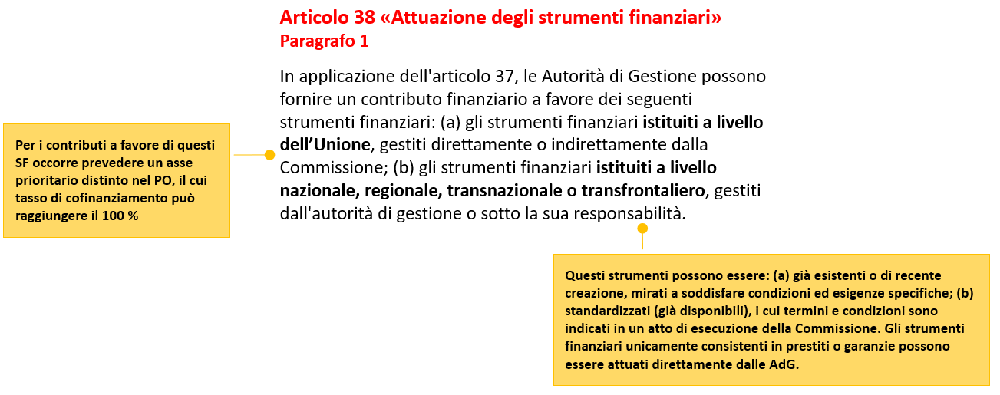 Articolo 38 «Attuazione degli strumenti finanziari»
Paragrafo 1
In applicazione dell'articolo 37, le Autorità di Gestione possono
fornire un contributo finanziario a favore dei seguenti
strumenti finanziari: (a) gli strumenti finanziari istituiti a livello
dell’Unione, gestiti direttamente o indirettamente dalla
Commissione; (b) gli strumenti finanziari istituiti a livello
nazionale, regionale, transnazionale o transfrontaliero, gestiti
dall'autorità di gestione o sotto la sua responsabilità.
Per i contributi a favore di questi
SF occorre prevedere un asse
prioritario distinto nel PO, il cui
tasso di cofinanziamento può
raggiungere il 100 %
Questi strumenti possono essere: (a) già esistenti o di recente
creazione, mirati a soddisfare condizioni ed esigenze specifiche; (b)
standardizzati (già disponibili), i cui termini e condizioni sono
indicati in un atto di esecuzione della Commissione. Gli strumenti
finanziari unicamente consistenti in prestiti o garanzie possono
essere attuati direttamente dalle AdG.